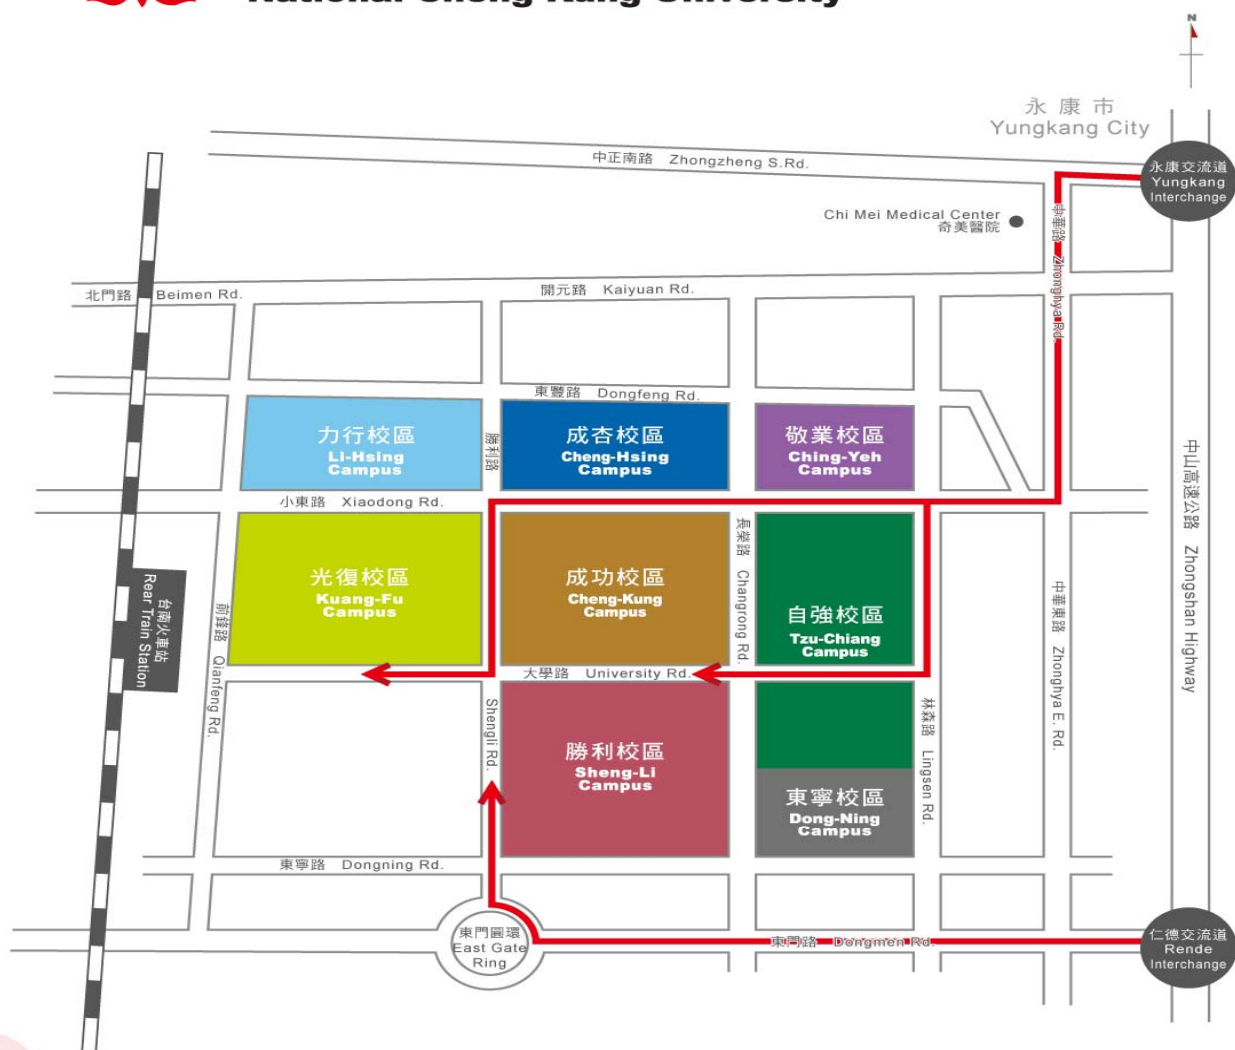 National Cheng Kung University
N
永康市
Yungkang City
永康交流道
Yungkang
Interchange
中正南路 Zhongzheng S.Rd.
Chi Mei Medical Center
奇美醫院
中華路 Zhonghya Rd.
北門路 Beimen Rd.
開元路 Kaiyuan Rd.
東豐路 Dongfeng Rd.
力行校區
Li-Hsing
Campus
勝利路
成杏校區
Cheng-Hsing
Campus
敬業校區
Ching-Yeh
Campus
中山高速公路 Zhongshan Highway
小東路 Xiaodong Rd.
光復校區
Kuang-Fu
Campus
成功校區
Cheng-Kung
Campus
長榮路 Changrong Rd.
自強校區
Tzu-Chiang
Campus
中華東路 Zhonghya E. Rd.
台南火車站
Rear Train Station
前鋒路 Qianfeng Rd.
大學路 University Rd.
Shengli Rd.
勝利校區
Sheng-Li
Campus
林森路 Lingsen Rd.
東寧校區
Dong-Ning
Campus
東寧路 Dongning Rd.
東門圓環
East Gate
Ring
東門路 Dongmen Rd.
仁德交流道
Rende
Interchange